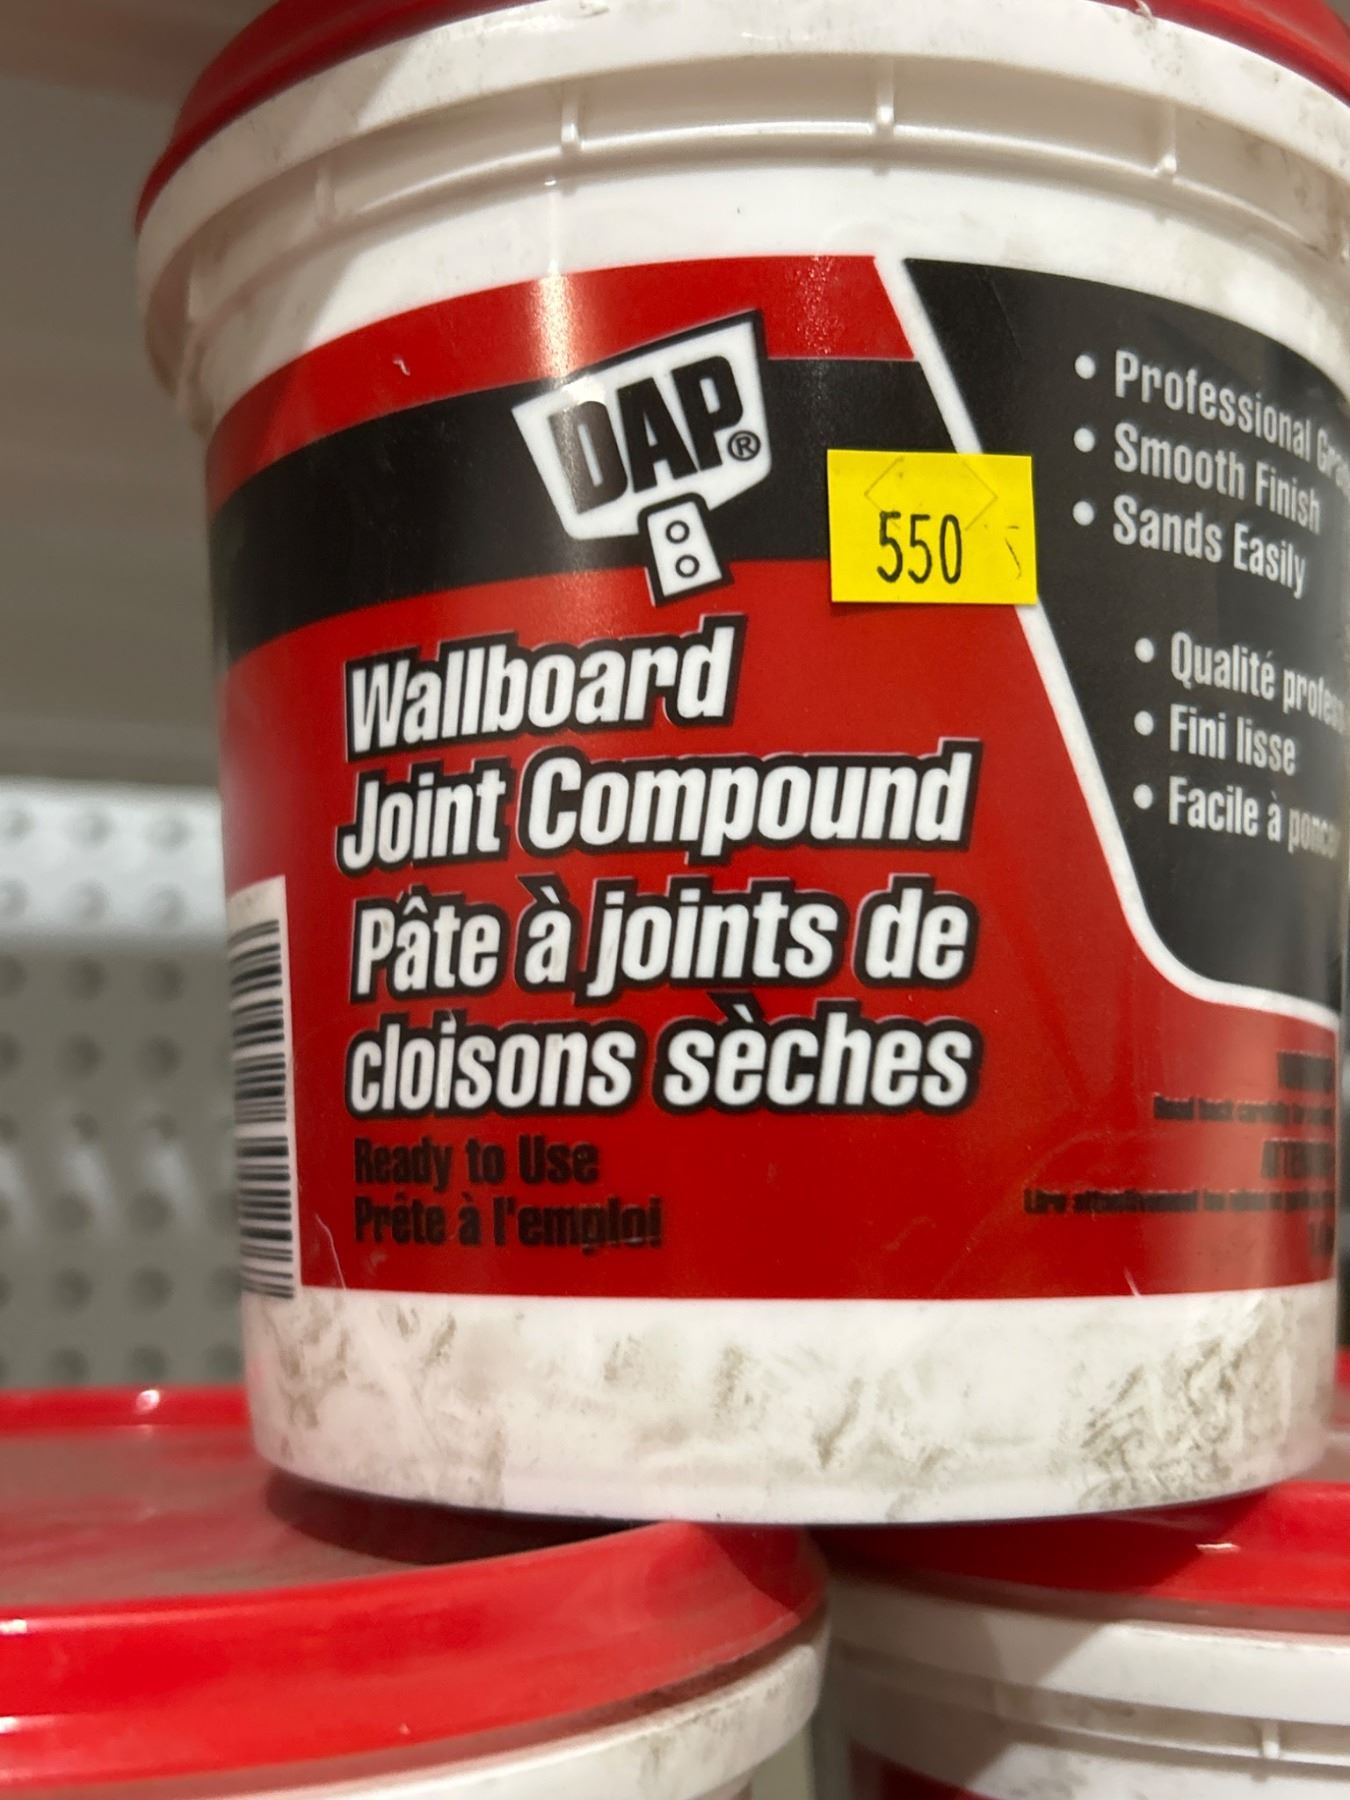 DAP®
550
Wallboard
Joint Compound
Pâte à joints de
cloisons sèches
Ready to Use
Prête à l'emploi
• Professional
• Smooth Finish
• Sands Easily
• Qualité
• Fini lisse
• Facile à